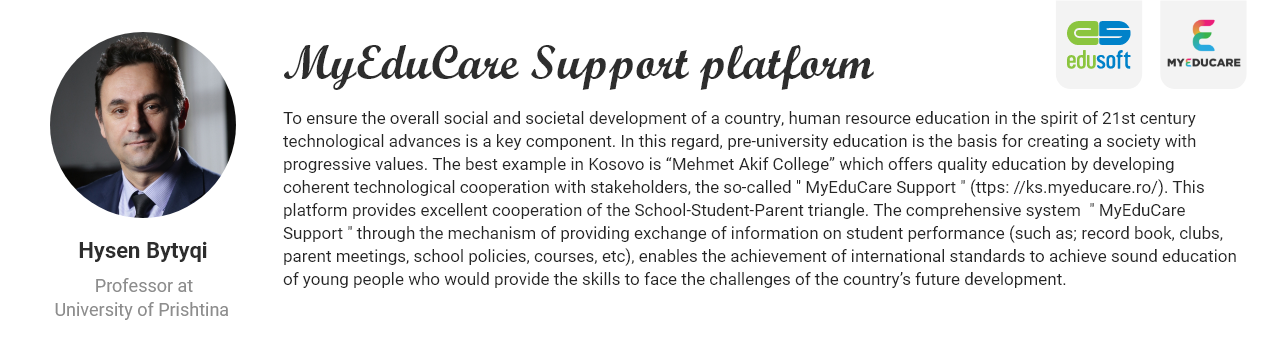 MyEduCare Support platform
edusoft
MYEDUCARE
To ensure the overall social and societal development of a country, human resource education in the spirit of 21st century
technological advances is a key component. In this regard, pre-university education is the basis for creating a society with
progressive values. The best example in Kosovo is “Mehmet Akif College” which offers quality education by developing
coherent technological cooperation with stakeholders, the so-called " MyEduCare Support " (ttps: //ks.myeducare.ro/). This
platform provides excellent cooperation of the School-Student-Parent triangle. The comprehensive system  " MyEduCare
Support " through the mechanism of providing exchange of information on student performance (such as; record book, clubs,
parent meetings, school policies, courses, etc), enables the achievement of international standards to achieve sound education
of young people who would provide the skills to face the challenges of the country’s future development.
Hysen Bytyqi
Professor at
University of Prishtina